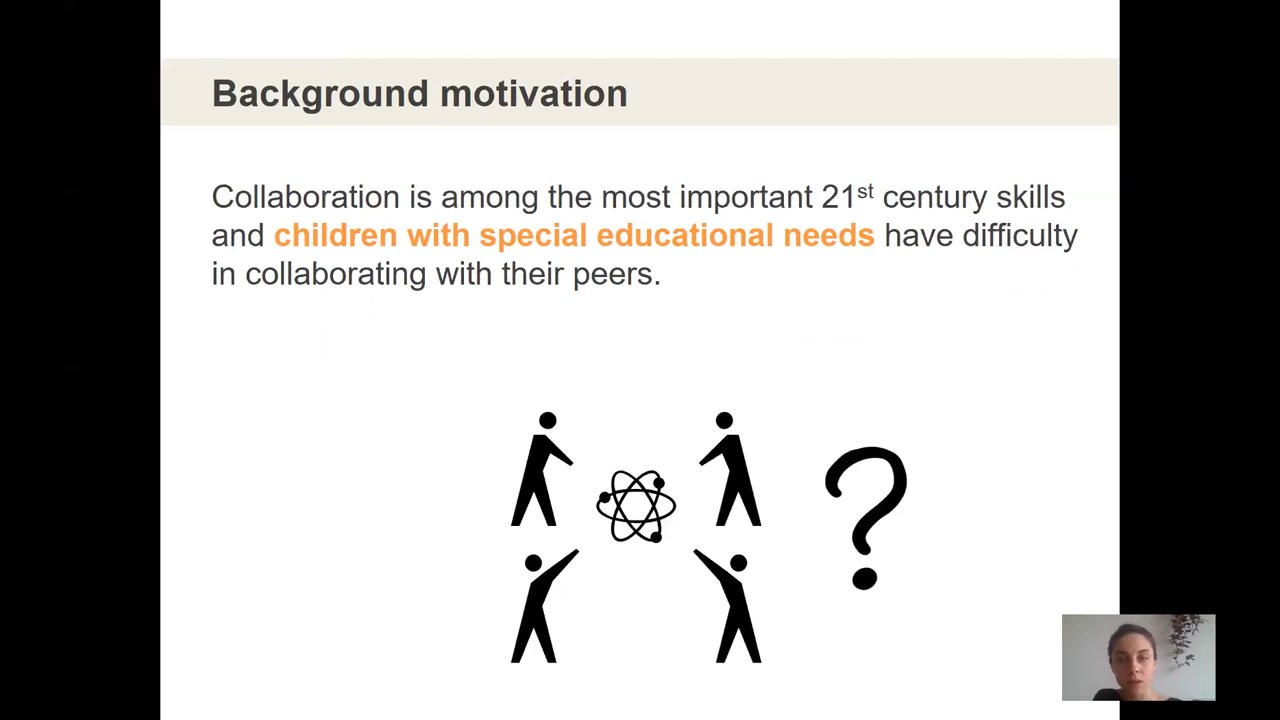 Background motivation
Collaboration is among the most important 21st century skills
and children with special educational needs have difficulty
in collaborating with their peers.
?